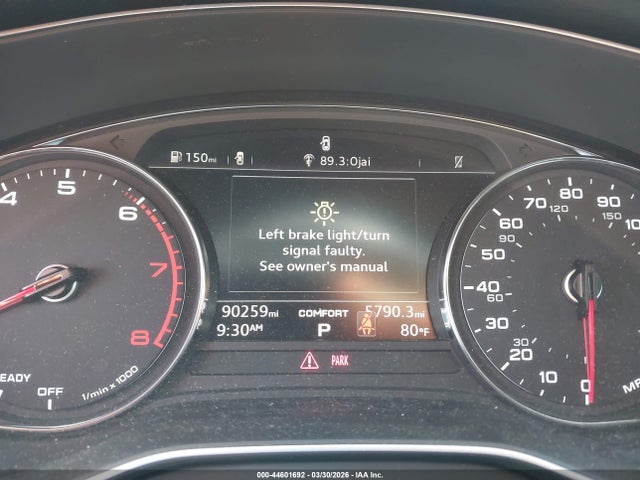 150mi
89.3:Ojai
Left brake light/turn
signal faulty.
See owner's manual
90259mi COMFORT 5790.3mi
9:30AM P 80°F
PARK
4 5 6 7 8
READY OFF 1/min x 1000
0 10 20 30 40 50 60 70 80 90
30 60 90 120 150
000-44601692 - 03/30/2026 - IAA Inc.